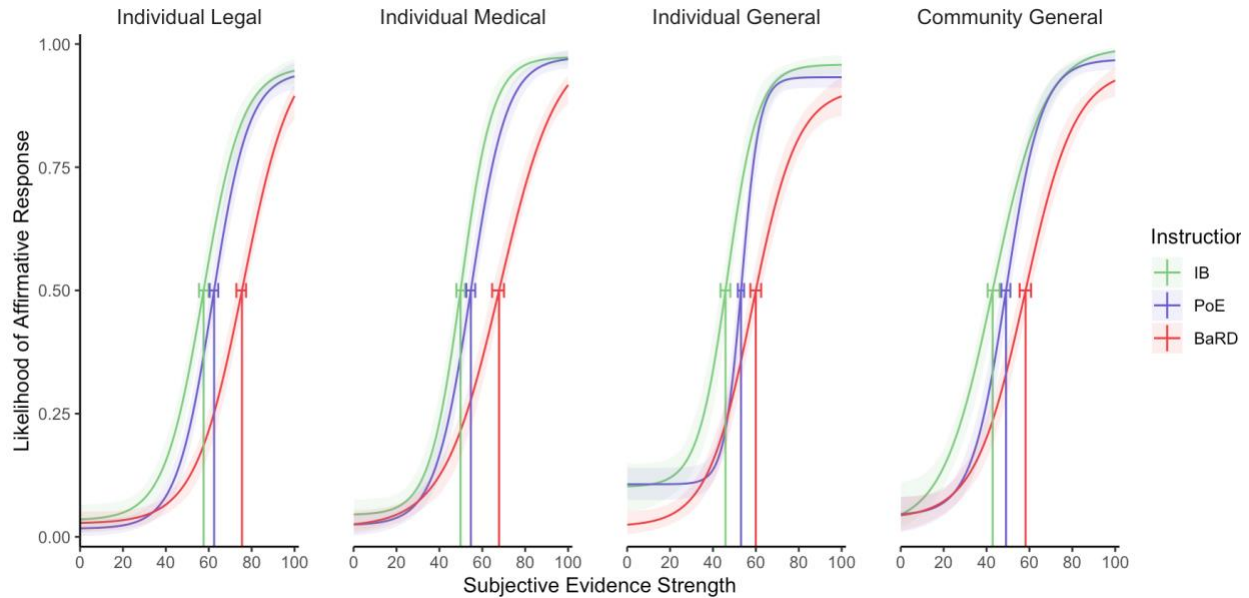 Individual Legal
Individual Medical
Individual General
Community General
Likelihood of Affirmative Response
1.00
0.75
0.50
0.25
0.00
0 20 40 60 80 100
0 20 40 60 80 100
0 20 40 60 80 100
0 20 40 60 80 100
Subjective Evidence Strength
Instruction
IB
PoE
BaRD